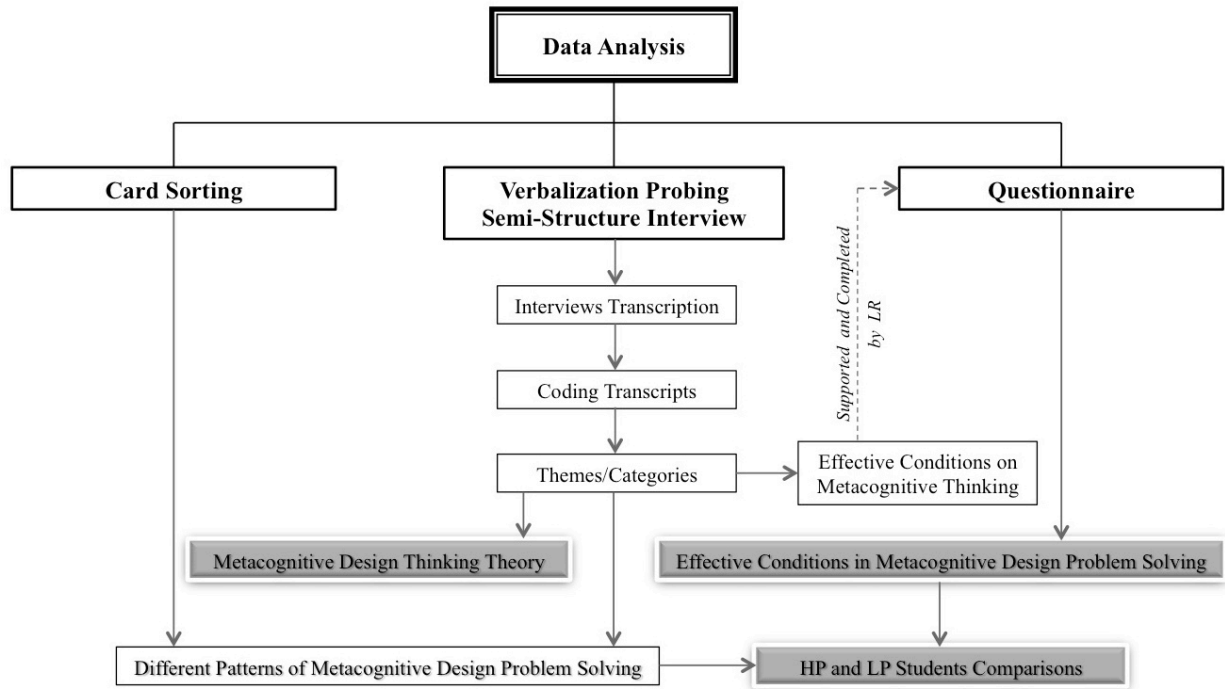 Data Analysis
Card Sorting
Verbalization Probing
Semi-Structure Interview
Questionnaire
Interviews Transcription
Supported and Completed
by LR
Coding Transcripts
Themes/Categories
Effective Conditions on
Metacognitive Thinking
Metacognitive Design Thinking Theory
Effective Conditions in Metacognitive Design Problem Solving
Different Patterns of Metacognitive Design Problem Solving
HP and LP Students Comparisons